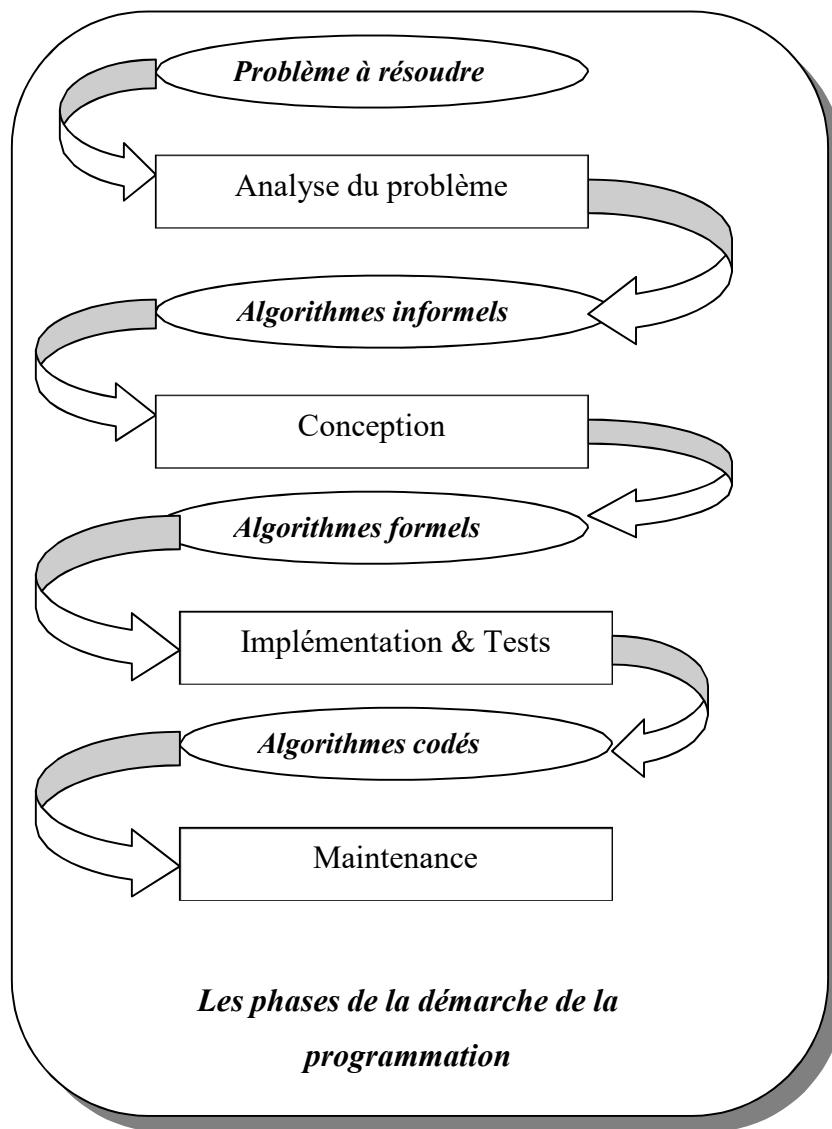 Problème à résoudre
Analyse du problème
Algorithmes informels
Conception
Algorithmes formels
Implémentation & Tests
Algorithmes codés
Maintenance
Les phases de la démarche de la
programmation